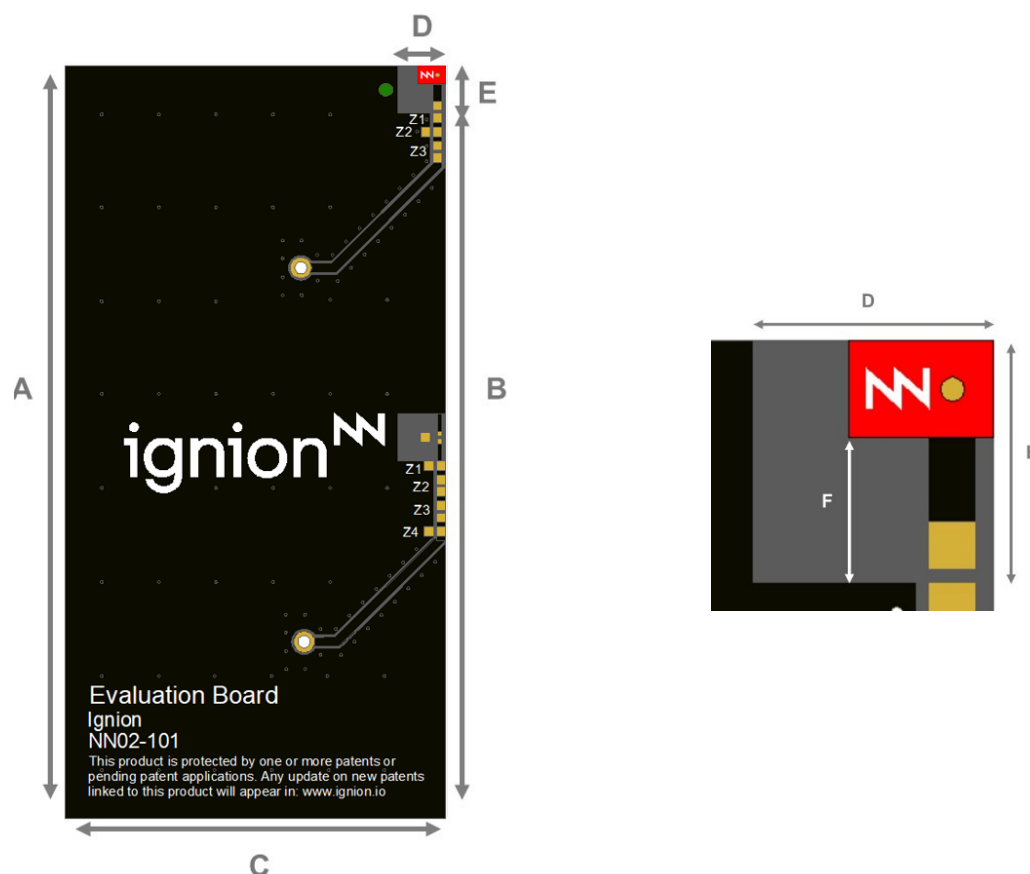 D
E
Z1
Z2
Z3
A
B
ignion
Z1
Z2
Z3
Z4
Evaluation Board
Ignion
NN02-101
This product is protected by one or more patents or
pending patent applications. Any update on new patents
linked to this product will appear in: www.ignion.io
C
D
F